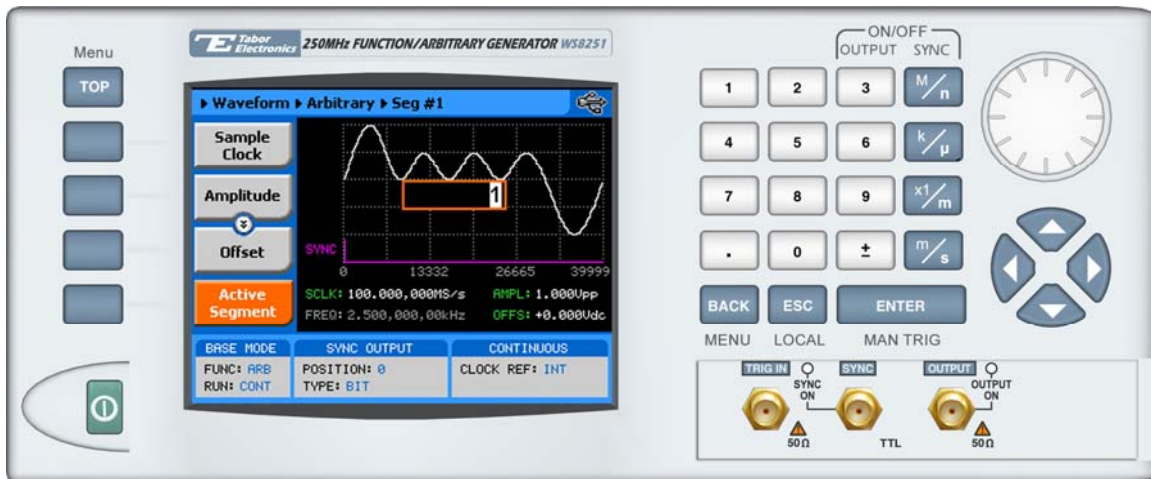 Tabor Electronics 250MHz FUNCTION/ARBITRARY GENERATOR WS8251
Menu
TOP
▸ Waveform ▸ Arbitrary ▸ Seg #1
Sample Clock
Amplitude
Offset
Active Segment
1
SYNC
0 13332 26665 39999
SCLK: 100.000,000MS/s AMPL: 1.000Vpp
FREQ: 2.500,000,00kHz OFFS: +0.000Vdc
BASE MODE SYNC OUTPUT CONTINUOUS
FUNC: ARB POSITION: 0 CLOCK REF: INT
RUN: CONT TYPE: BIT
ON/OFF
OUTPUT SYNC
1 2 3 M/n
4 5 6 k/µ
7 8 9 x1/m
. 0 ± m/s
BACK ESC ENTER
MENU LOCAL MAN TRIG
TRIG IN SYNC OUTPUT
SYNC ON OUTPUT ON
50Ω TTL 50Ω